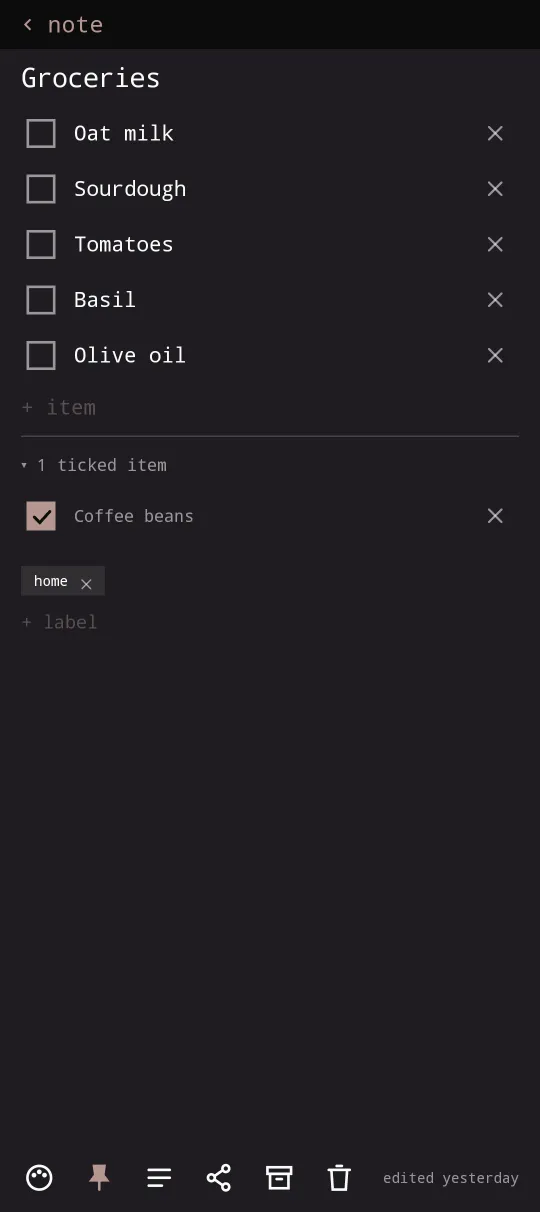 note
Groceries
Oat milk
Sourdough
Tomatoes
Basil
Olive oil
+ item
1 ticked item
Coffee beans
home
+ label
edited yesterday